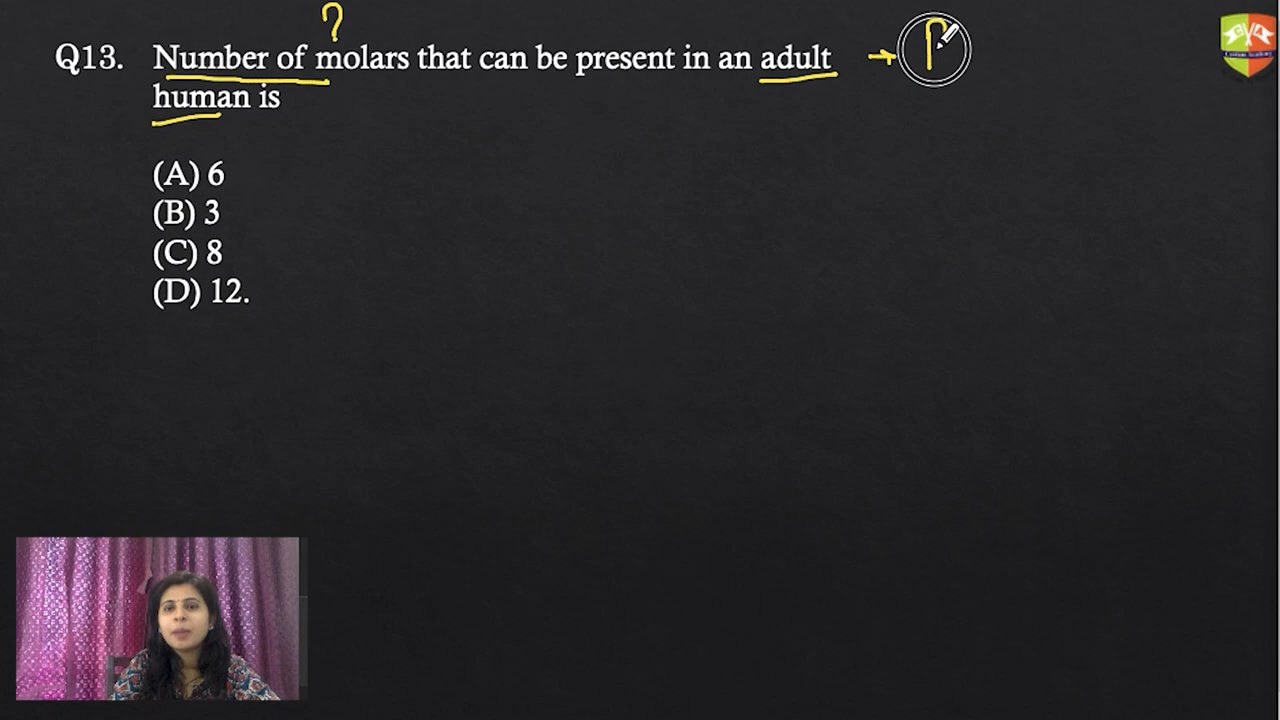 ?
Q13. Number of molars that can be present in an adult → P
human is
(A) 6
(B) 3
(C) 8
(D) 12.